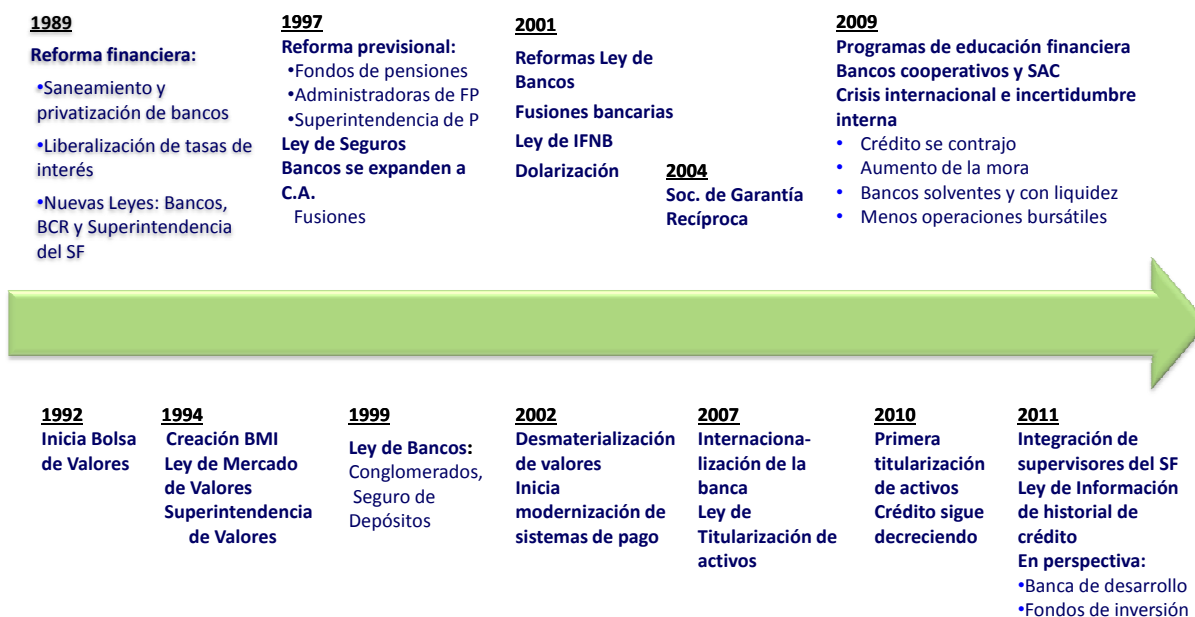 1989
Reforma financiera:
•Saneamiento y
privatización de bancos
•Liberalización de tasas de
interés
•Nuevas Leyes: Bancos,
BCR y Superintendencia
del SF
1997
Reforma previsional:
•Fondos de pensiones
•Administradoras de FP
•Superintendencia de P
Ley de Seguros
Bancos se expanden a
C.A.
Fusiones
2001
Reformas Ley de
Bancos
Fusiones bancarias
Ley de IFNB
Dolarización
2004
Soc. de Garantía
Recíproca
2009
Programas de educación financiera
Bancos cooperativos y SAC
Crisis internacional e incertidumbre
interna
• Crédito se contrajo
• Aumento de la mora
• Bancos solventes y con liquidez
• Menos operaciones bursátiles
1992
Inicia Bolsa
de Valores
1994
Creación BMI
Ley de Mercado
de Valores
Superintendencia
de Valores
1999
Ley de Bancos:
Conglomerados,
Seguro de
Depósitos
2002
Desmaterialización
de valores
Inicia
modernización de
sistemas de pago
2007
Internaciona-
lización de la
banca
Ley de
Titularización de
activos
2010
Primera
titularización
de activos
Crédito sigue
decreciendo
2011
Integración de
supervisores del SF
Ley de Información
de historial de
crédito
En perspectiva:
•Banca de desarrollo
•Fondos de inversión